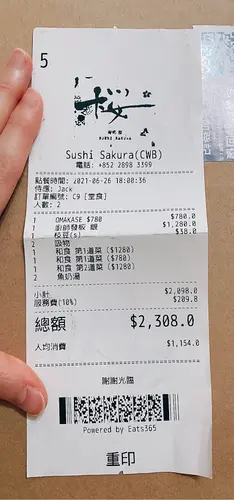 5
桜
Sushi Sakura(CWB)
電話: +852 2898 3399
點餐時間: 2021-06-26 18:00:36
侍應: Jack
訂單編號: C9 [堂食]
人數: 2
1 OMAKASE $780 $780.0
1 廚師發板 銀 $1,280.0
1 枝豆(s) $38.0
2 吸物
1 和食 第1道菜 ($1280)
1 和食 第1道菜 ($780)
1 和食 第7道菜 ($1280)
2 魚奶湯
小計 $2,098.0
服務費(10%) $209.8
總額 $2,308.0
人均消費 $1,154.0
謝謝光臨
Powered by Eats365
重印